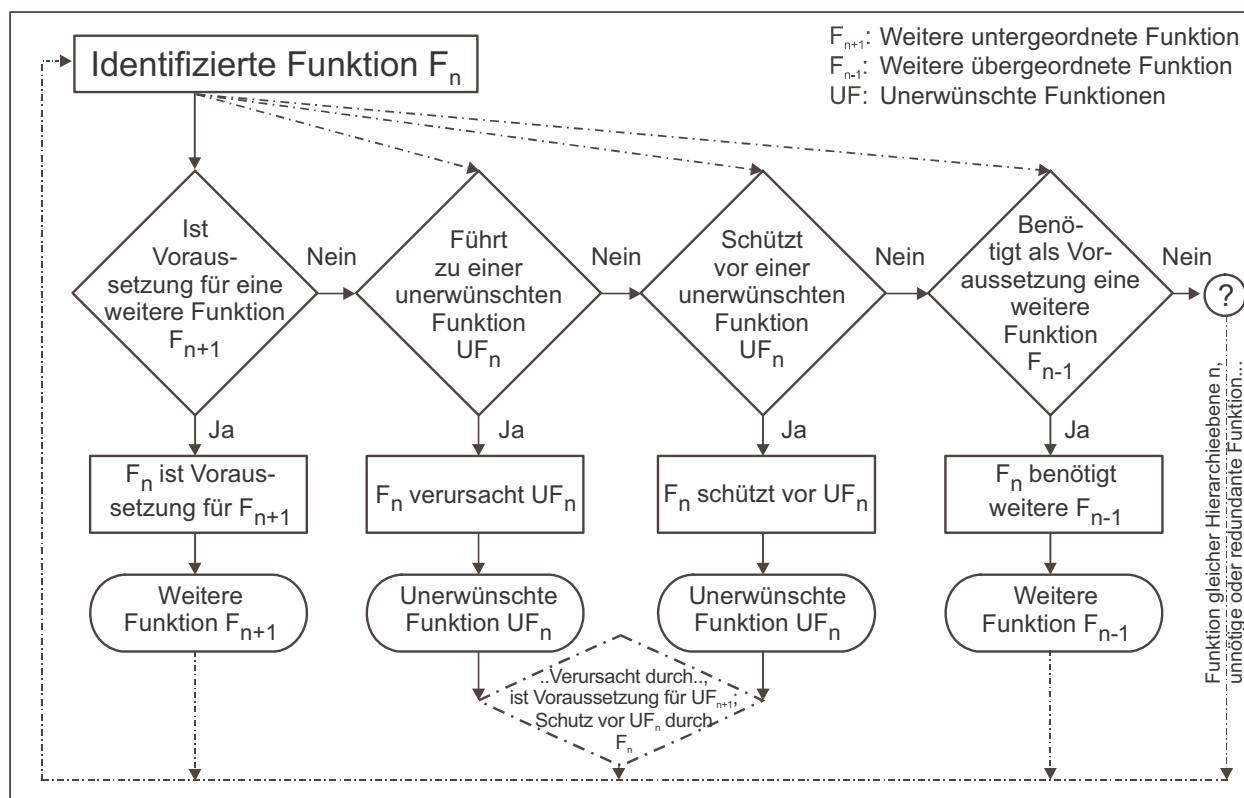 Identifizierte Funktion Fn
Fn+1: Weitere untergeordnete Funktion
Fn-1: Weitere übergeordnete Funktion
UF: Unerwünschte Funktionen
Ist
Voraus-
setzung für eine
weitere Funktion
Fn+1
Nein
Führt
zu einer
unerwünschten
Funktion
UFn
Nein
Schützt
vor einer
unerwünschten
Funktion
UFn
Nein
Benö-
tigt als Vor-
aussetzung eine
weitere
Funktion
Fn-1
Nein
?
Ja
Ja
Ja
Ja
Fn ist Voraus-
setzung für Fn+1
Fn verursacht UFn
Fn schützt vor UFn
Fn benötigt
weitere Fn-1
Weitere
Funktion Fn+1
Unerwünschte
Funktion UFn
Unerwünschte
Funktion UFn
Weitere
Funktion Fn-1
..Verursacht durch..,
ist Voraussetzung für UFn+1;
Schutz vor UFn durch
Fn
Funktion gleicher Hierarchieebene n,
unnötige oder redundante Funktion...